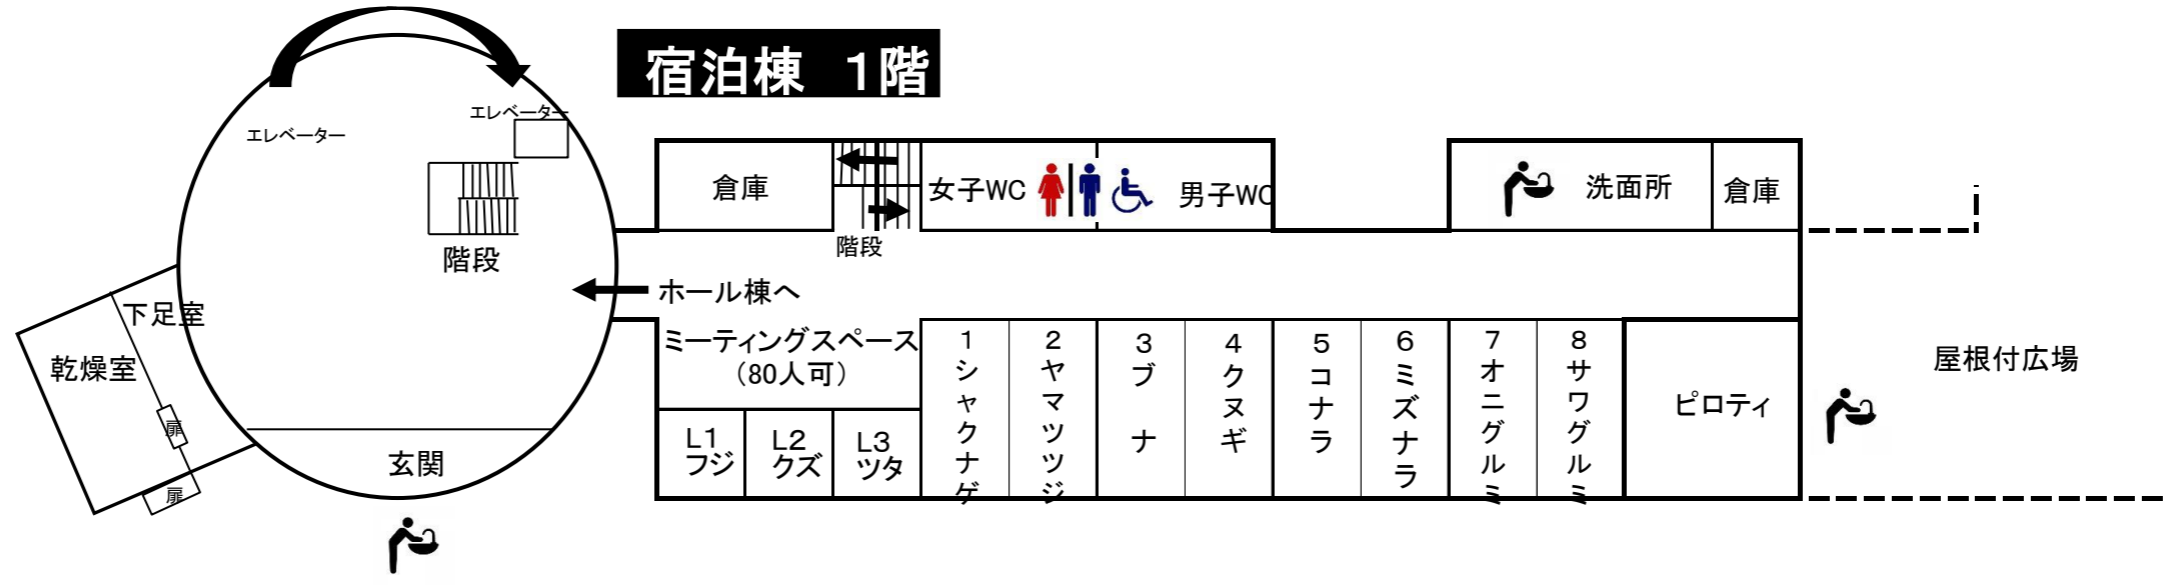 宿泊棟 1階
エレベーター
エレベーター
階段
下足室
乾燥室
扉
扉
玄関
倉庫
階段
女子WC
男子WC
洗面所
倉庫
ホール棟へ
ミーティングスペース
(80人可)
L1
フジ
L2
クズ
L3
ツタ
1シャクナゲ
2ヤマツツジ
3ブナ
4クヌギ
5コナラ
6ミズナラ
7オニグルミ
8サワグルミ
ピロティ
屋根付広場